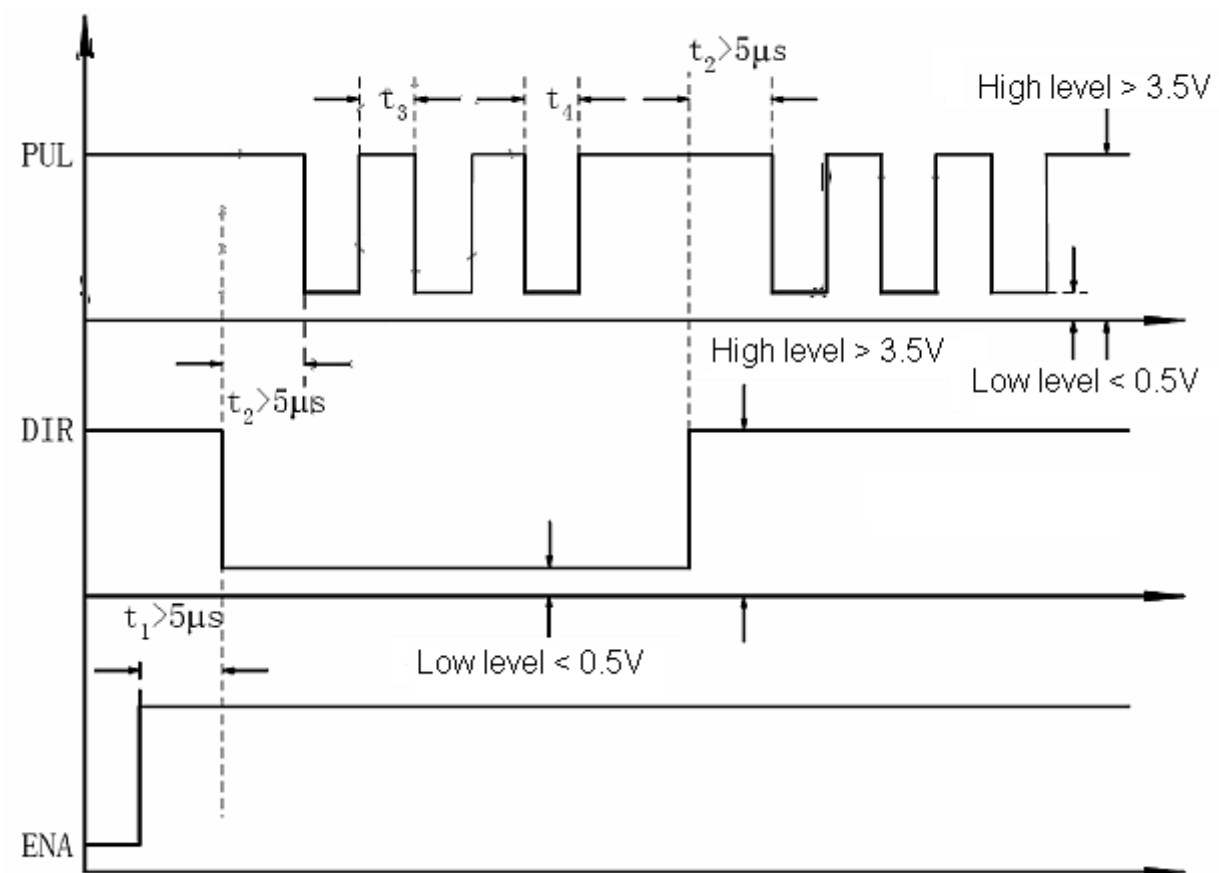 t₂>5μs
High level > 3.5V
t₃
t₄
PUL
High level > 3.5V
Low level < 0.5V
t₂>5μs
DIR
t₁>5μs
Low level < 0.5V
ENA